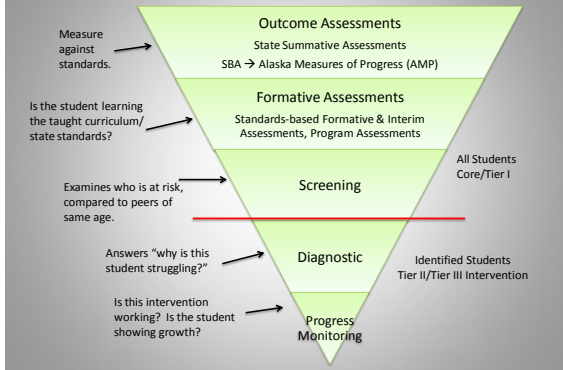 Outcome Assessments
State Summative Assessments
SBA → Alaska Measures of Progress (AMP)
Measure
against
standards.
Formative Assessments
Standards-based Formative & Interim
Assessments, Program Assessments
Is the student learning
the taught curriculum/
state standards?
Screening
Examines who is at risk,
compared to peers of
same age.
All Students
Core/Tier I
Diagnostic
Answers “why is this
student struggling?”
Identified Students
Tier II/Tier III Intervention
Progress
Monitoring
Is this intervention
working? Is the student
showing growth?